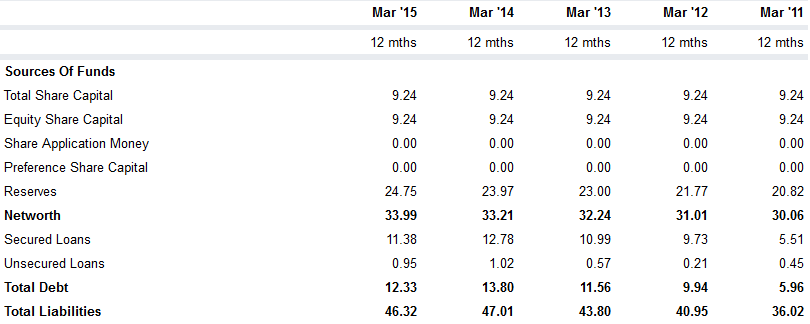 Mar '15 Mar '14 Mar '13 Mar '12 Mar '11
12 mths 12 mths 12 mths 12 mths 12 mths
Sources Of Funds
Total Share Capital 9.24 9.24 9.24 9.24 9.24
Equity Share Capital 9.24 9.24 9.24 9.24 9.24
Share Application Money 0.00 0.00 0.00 0.00 0.00
Preference Share Capital 0.00 0.00 0.00 0.00 0.00
Reserves 24.75 23.97 23.00 21.77 20.82
Networth 33.99 33.21 32.24 31.01 30.06
Secured Loans 11.38 12.78 10.99 9.73 5.51
Unsecured Loans 0.95 1.02 0.57 0.21 0.45
Total Debt 12.33 13.80 11.56 9.94 5.96
Total Liabilities 46.32 47.01 43.80 40.95 36.02